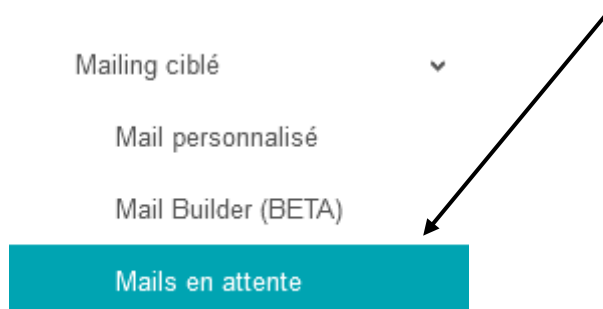 Mailing ciblé
Mail personnalisé
Mail Builder (BETA)
Mails en attente